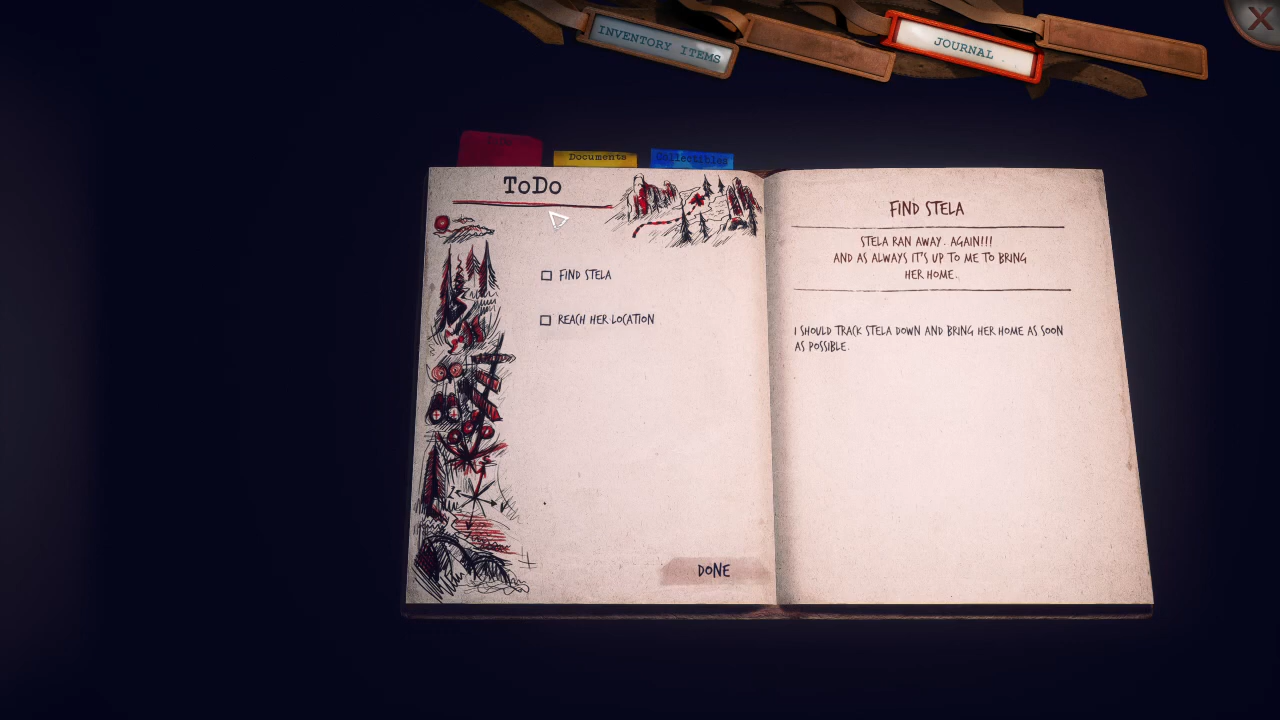 INVENTORY ITEMS
JOURNAL
X
ToDo
Documents
Collectibles
ToDo
FIND STELA
REACH HER LOCATION
DONE
FIND STELA
STELA RAN AWAY. AGAIN!!!
AND AS ALWAYS IT'S UP TO ME TO BRING
HER HOME.
I SHOULD TRACK STELA DOWN AND BRING HER HOME AS SOON
AS POSSIBLE.